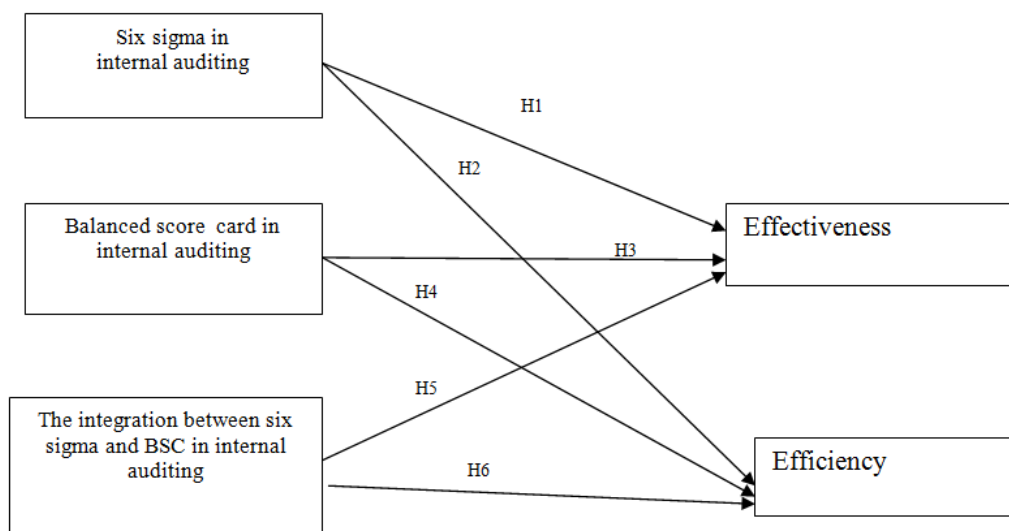 Six sigma in
internal auditing
H1
H2
Balanced score card in
internal auditing
Effectiveness
H3
H4
H5
The integration between six
sigma and BSC in internal
auditing
Efficiency
H6